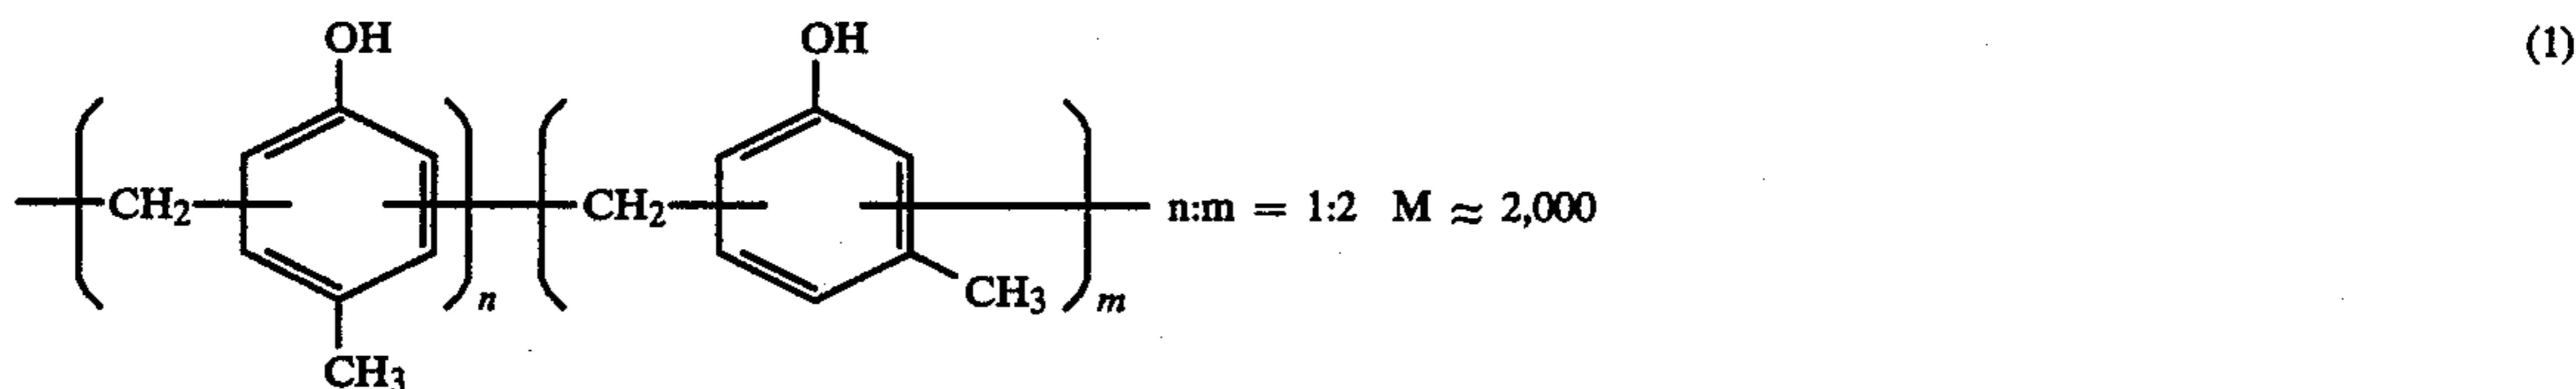 OH OH (1)
CH2 CH2 n:m = 1:2 M ≈ 2,000
n CH3 m
CH3